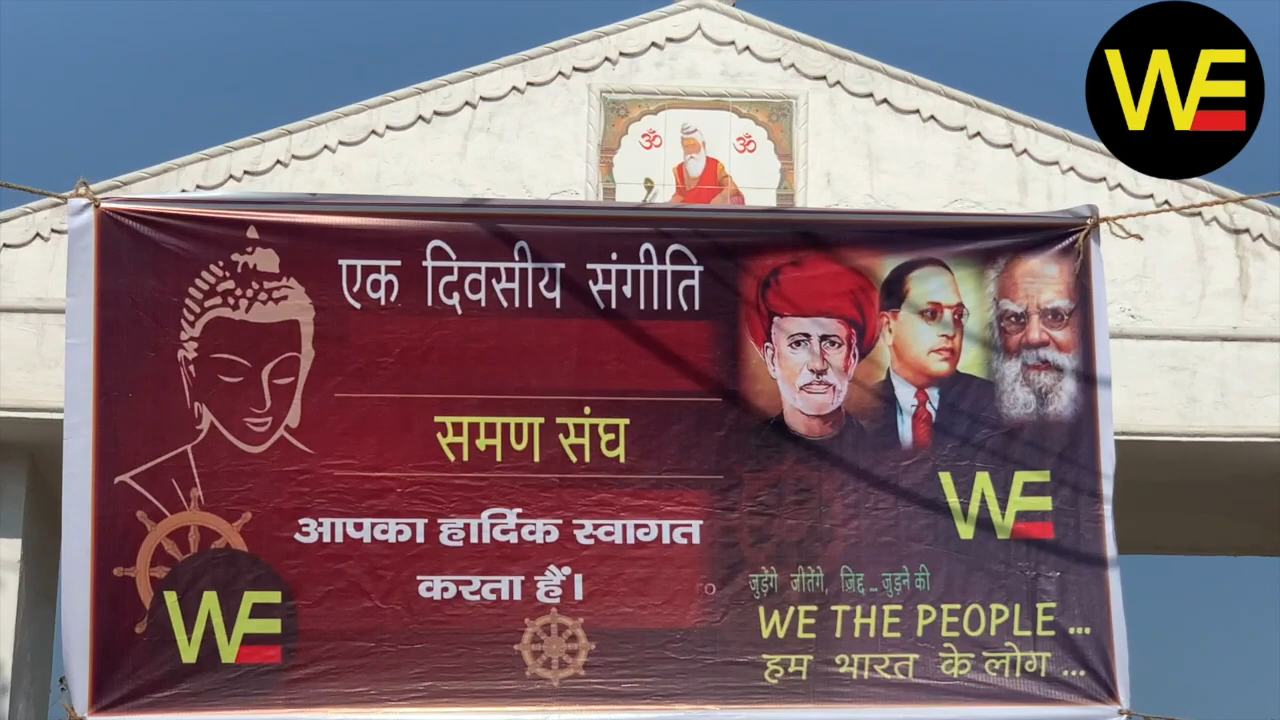 WE
ॐ ॐ
एक दिवसीय संगीति
समण संघ
आपका हार्दिक स्वागत
करता हैं।
WE
WE
जुड़ेंगे जीतेंगे, ज़िद्द ... जुड़ने की
WE THE PEOPLE ...
हम भारत के लोग ...